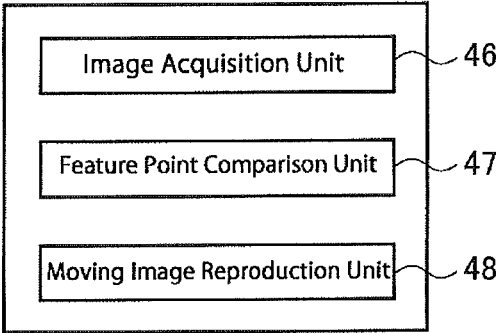 Image Acquisition Unit 46
Feature Point Comparison Unit 47
Moving Image Reproduction Unit 48